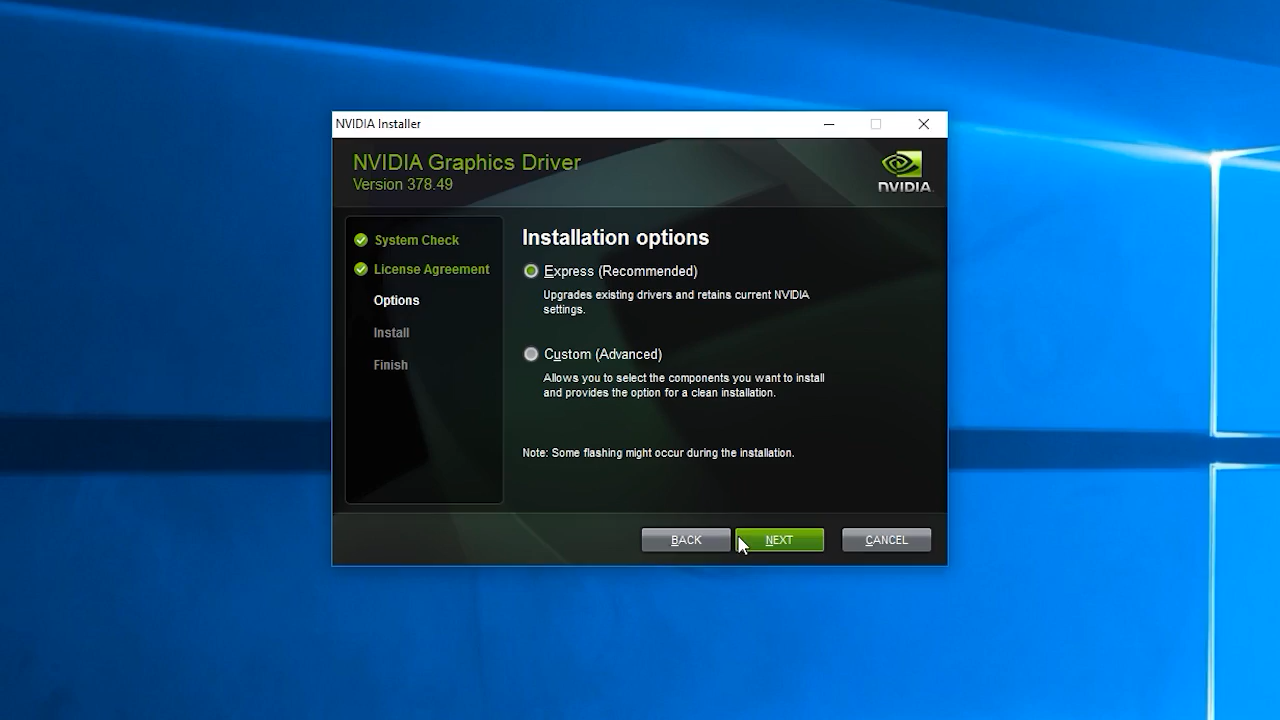 NVIDIA Installer
NVIDIA Graphics Driver
Version 378.49
NVIDIA
System Check
License Agreement
Options
Install
Finish
Installation options
Express (Recommended)
Upgrades existing drivers and retains current NVIDIA
settings.
Custom (Advanced)
Allows you to select the components you want to install
and provides the option for a clean installation.
Note: Some flashing might occur during the installation.
BACK
NEXT
CANCEL